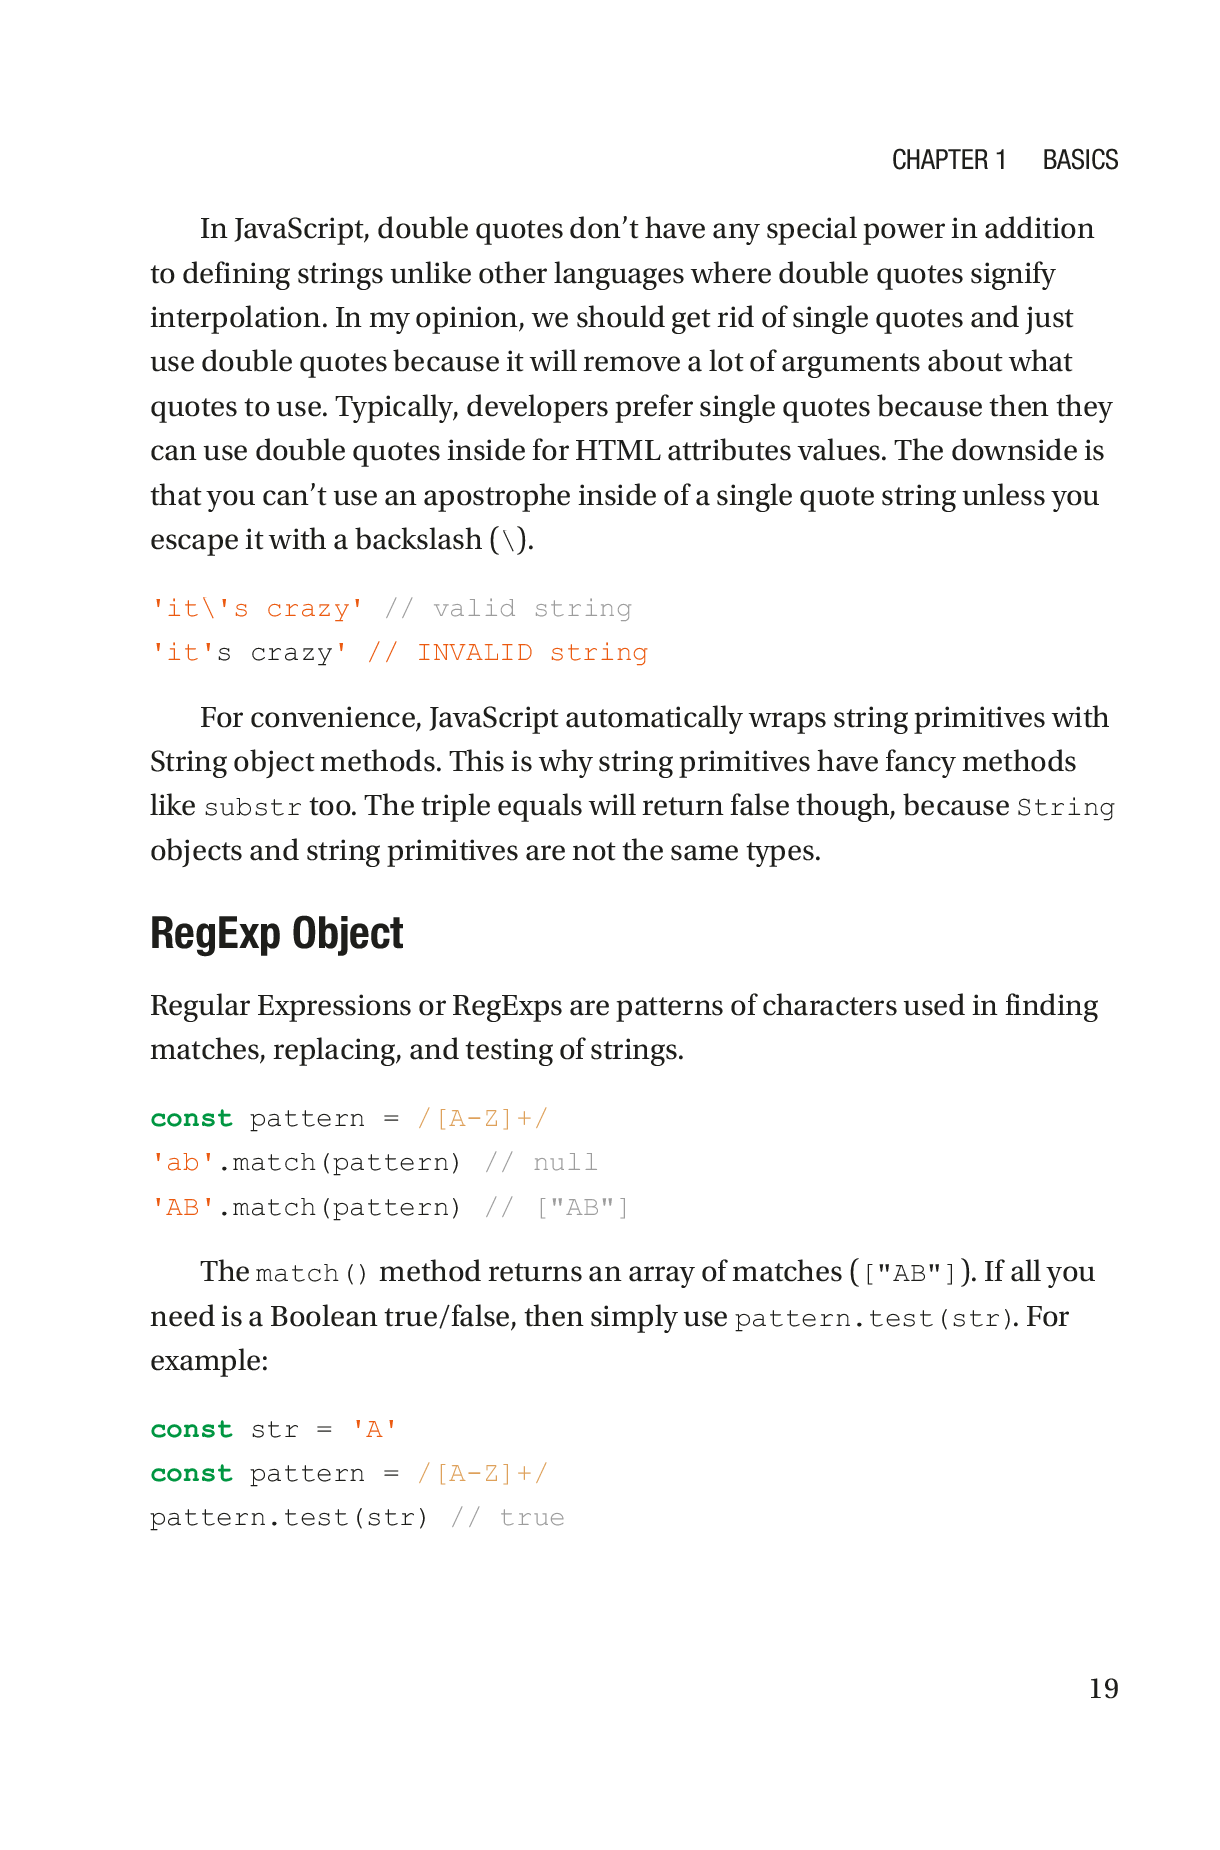 CHAPTER 1 BASICS
In JavaScript, double quotes don’t have any special power in addition
to defining strings unlike other languages where double quotes signify
interpolation. In my opinion, we should get rid of single quotes and just
use double quotes because it will remove a lot of arguments about what
quotes to use. Typically, developers prefer single quotes because then they
can use double quotes inside for HTML attributes values. The downside is
that you can’t use an apostrophe inside of a single quote string unless you
escape it with a backslash (\).
'it\'s crazy' // valid string
'it's crazy' // INVALID string
For convenience, JavaScript automatically wraps string primitives with
String object methods. This is why string primitives have fancy methods
like substr too. The triple equals will return false though, because String
objects and string primitives are not the same types.
RegExp Object
Regular Expressions or RegExps are patterns of characters used in finding
matches, replacing, and testing of strings.
const pattern = /[A-Z]+/
'ab'.match(pattern) // null
'AB'.match(pattern) // ["AB"]
The match() method returns an array of matches (["AB"]). If all you
need is a Boolean true/false, then simply use pattern.test(str). For
example:
const str = 'A'
const pattern = /[A-Z]+/
pattern.test(str) // true
19